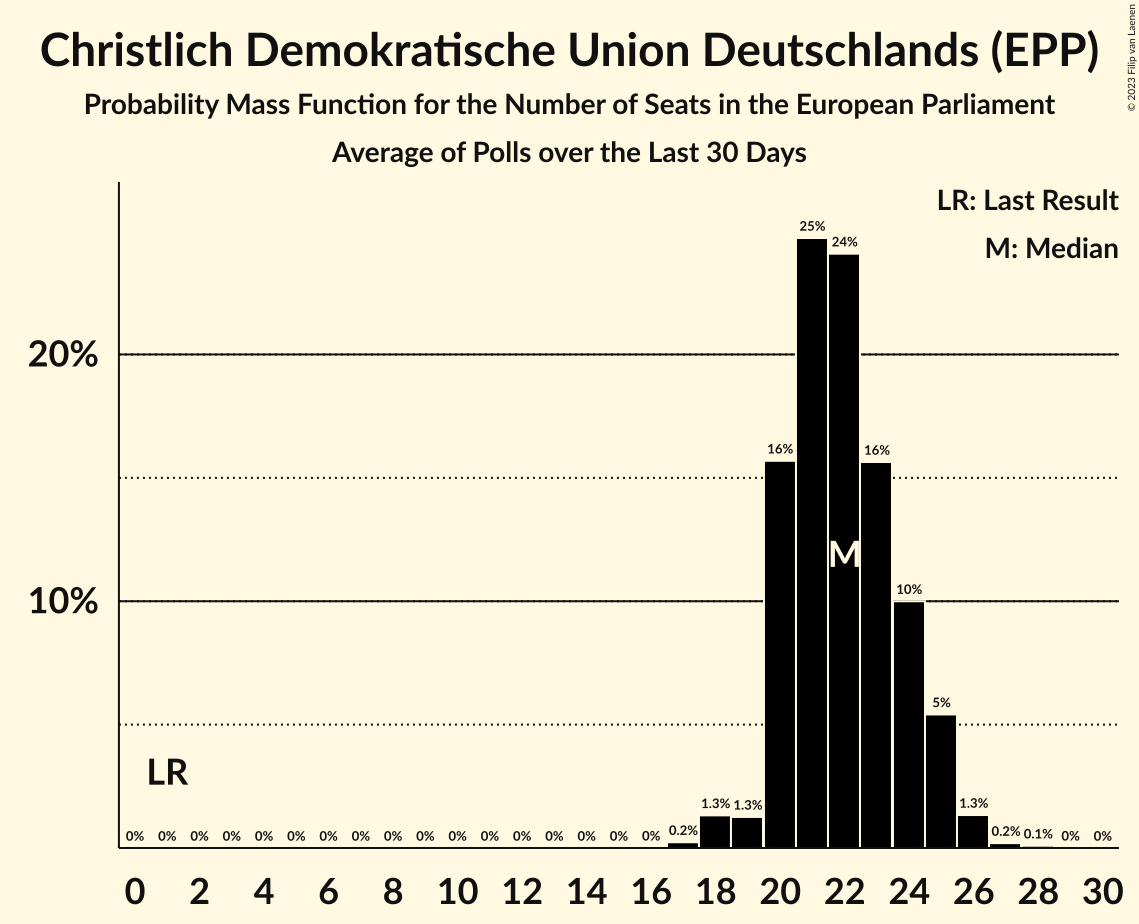 Christlich Demokratische Union Deutschlands (EPP)
Probability Mass Function for the Number of Seats in the European Parliament
Average of Polls over the Last 30 Days
© 2023 Filip van Laenen
LR: Last Result
M: Median
25%
24%
20%
16%
16%
M
10%
10%
5%
LR
1.3%
1.3%
1.3%
0% 0% 0% 0% 0% 0% 0% 0% 0% 0% 0% 0% 0% 0% 0% 0% 0% 0.2% 0.2% 0.1% 0% 0%
0 2 4 6 8 10 12 14 16 18 20 22 24 26 28 30